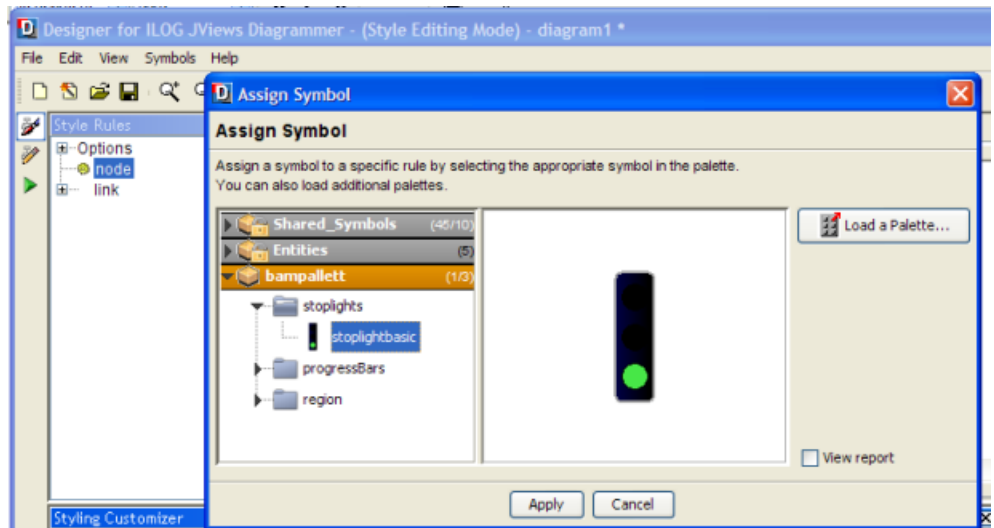 Designer for ILOG JViews Diagrammer - (Style Editing Mode) - diagram1 *
File Edit View Symbols Help
Assign Symbol
Style Rules
Options
node
link
Assign Symbol
Assign a symbol to a specific rule by selecting the appropriate symbol in the palette.
You can also load additional palettes.
Shared_Symbols (45/10)
Entities (5)
bampallett (1/3)
stoplights
stoplightbasic
progressBars
region
Load a Palette...
View report
Apply Cancel
Styling Customizer